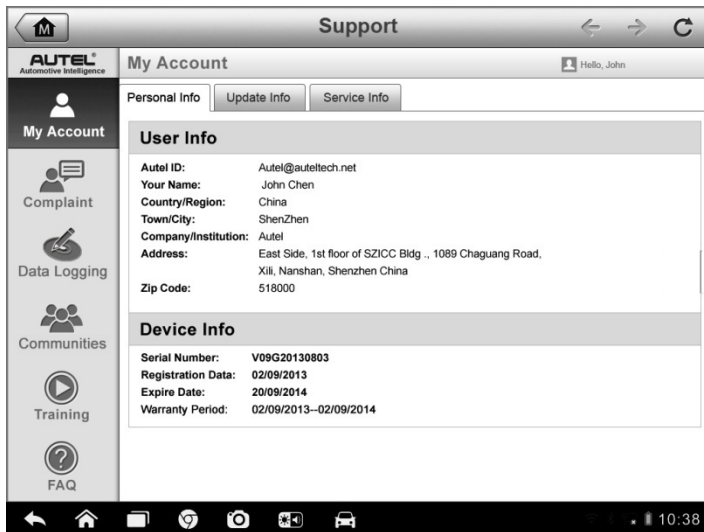 M
Support
AUTEL®
Automotive Intelligence
My Account
Hello, John
My Account
Complaint
Data Logging
Communities
Training
?
FAQ
Personal Info
Update Info
Service Info
User Info
Autel ID: Autel@auteltech.net
Your Name: John Chen
Country/Region: China
Town/City: ShenZhen
Company/Institution: Autel
Address: East Side, 1st floor of SZICC Bldg ., 1089 Chaguang Road,
Xili, Nanshan, Shenzhen China
Zip Code: 518000
Device Info
Serial Number: V09G20130803
Registration Data: 02/09/2013
Expire Date: 20/09/2014
Warranty Period: 02/09/2013--02/09/2014
10:38